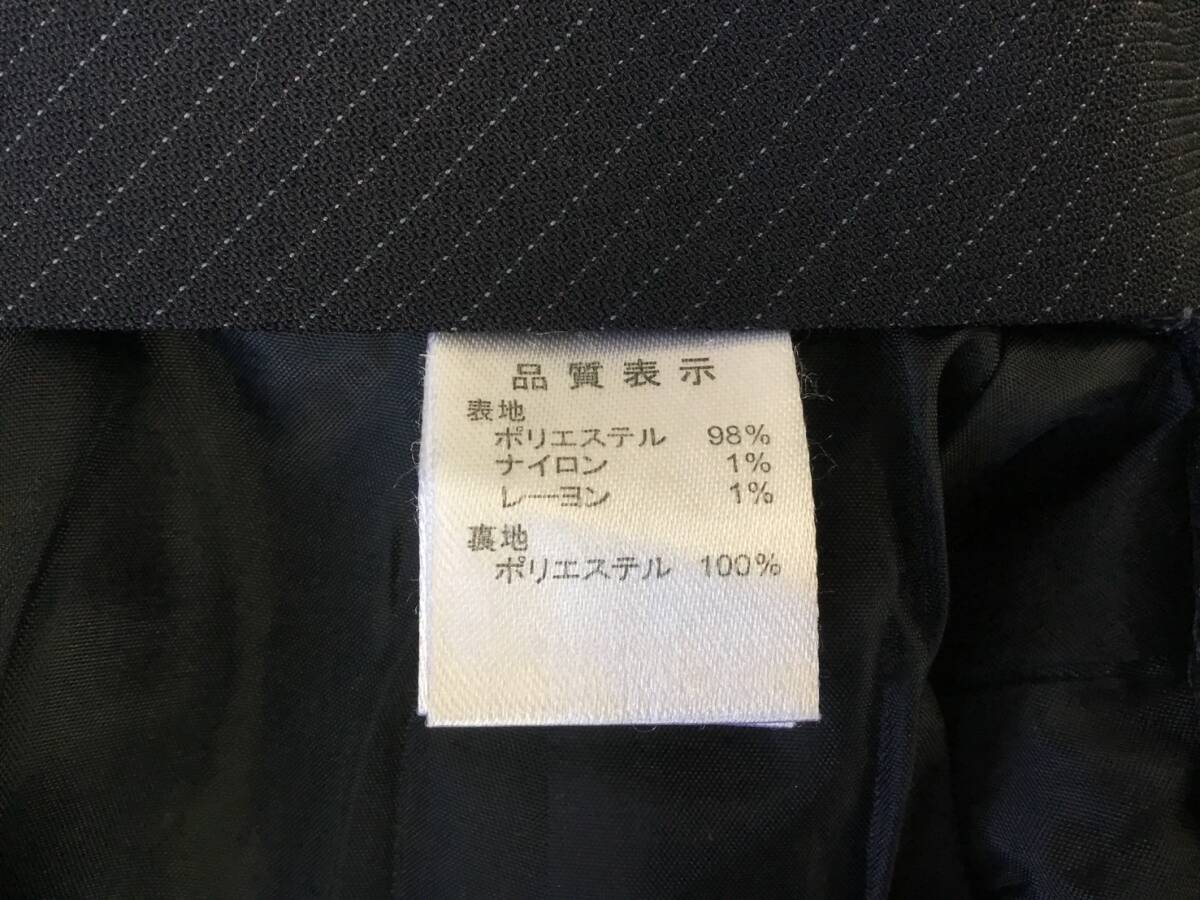 品質表示
表地
ポリエステル 98%
ナイロン 1%
レーヨン 1%
裏地
ポリエステル 100%